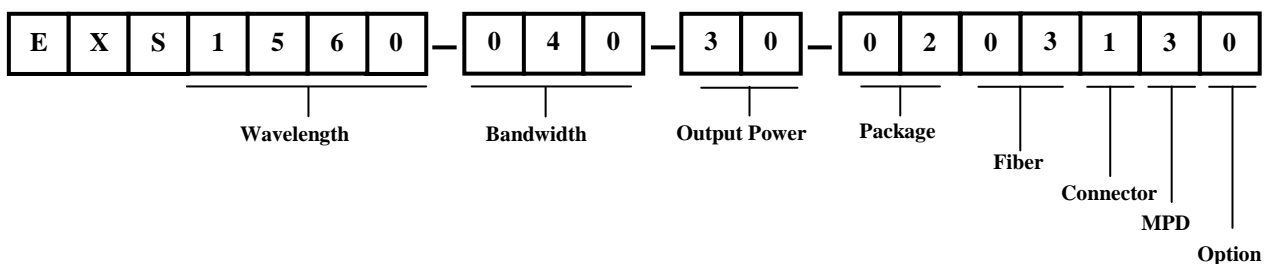 E X S 1 5 6 0 – 0 4 0 – 3 0 – 0 2 0 3 1 3 0
Wavelength Bandwidth Output Power Package
Fiber
Connector
MPD
Option